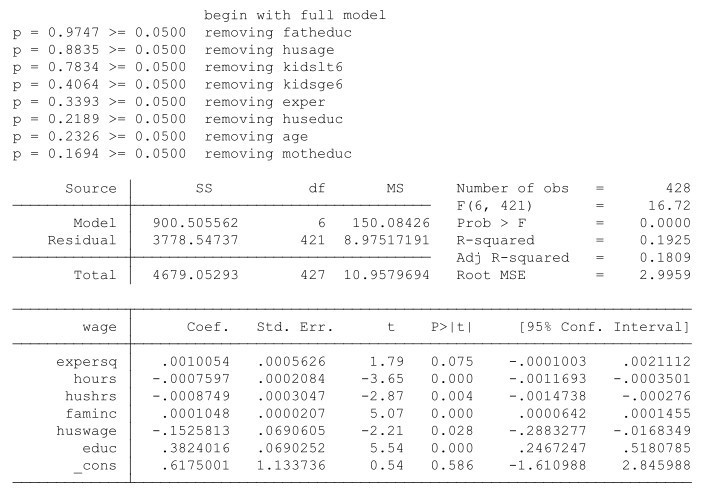 begin with full model
p = 0.9747 >= 0.0500 removing fatheduc
p = 0.8835 >= 0.0500 removing husage
p = 0.7834 >= 0.0500 removing kidslt6
p = 0.4064 >= 0.0500 removing kidsge6
p = 0.3393 >= 0.0500 removing exper
p = 0.2189 >= 0.0500 removing huseduc
p = 0.2326 >= 0.0500 removing age
p = 0.1694 >= 0.0500 removing motheduc
Source SS df MS Number of obs = 428
F(6, 421) = 16.72
Model 900.505562 6 150.08426 Prob > F = 0.0000
Residual 3778.54737 421 8.97517191 R-squared = 0.1925
Adj R-squared = 0.1809
Total 4679.05293 427 10.9579694 Root MSE = 2.9959
wage Coef. Std. Err. t P>|t| [95% Conf. Interval]
expersq .0010054 .0005626 1.79 0.075 -.0001003 .0021112
hours -.0007597 .0002084 -3.65 0.000 -.0011693 -.0003501
hushrs -.0008749 .0003047 -2.87 0.004 -.0014738 -.000276
faminc .0001048 .0000207 5.07 0.000 .0000642 .0001455
huswage -.1525813 .0690605 -2.21 0.028 -.2883277 -.0168349
educ .3824016 .0690252 5.54 0.000 .2467247 .5180785
_cons .6175001 1.133736 0.54 0.586 -1.610988 2.845988